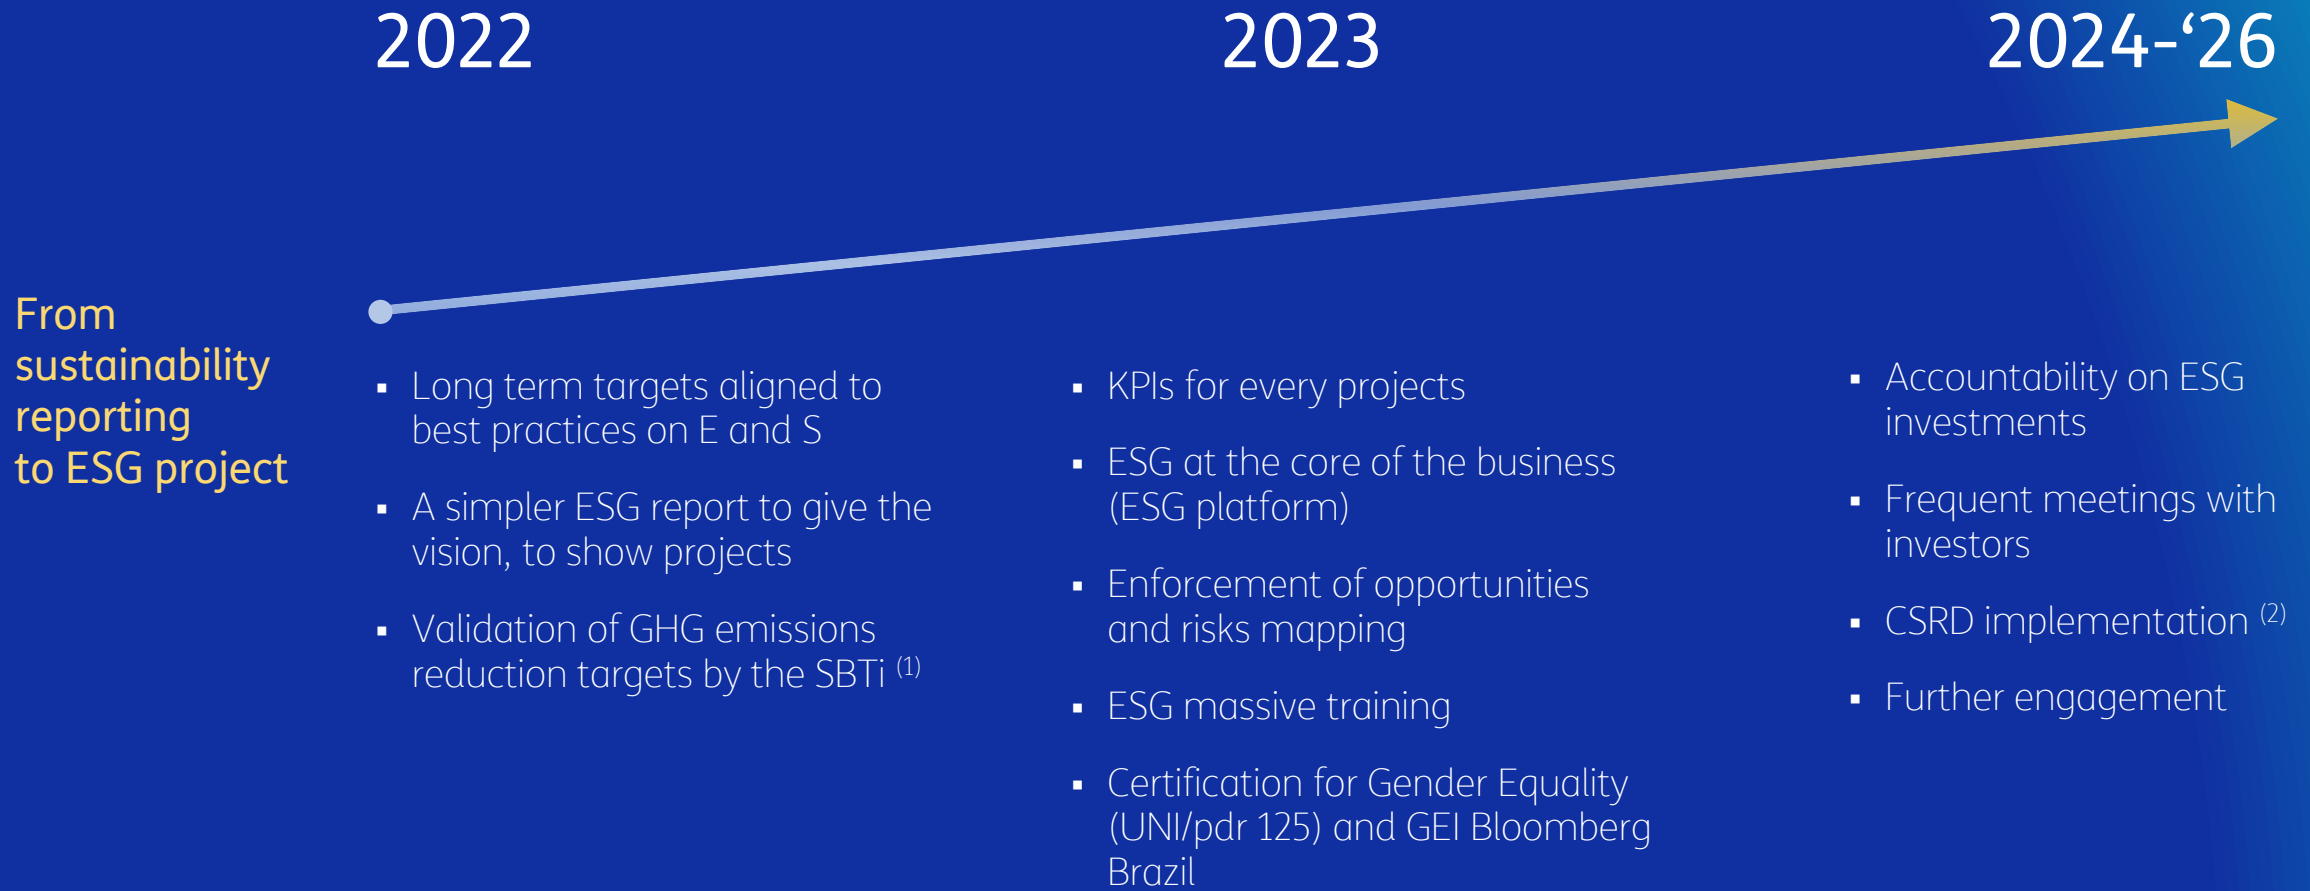 2022
2023
2024-‘26
From
sustainability
reporting
to ESG project
▪ Long term targets aligned to
best practices on E and S
▪ A simpler ESG report to give the
vision, to show projects
▪ Validation of GHG emissions
reduction targets by the SBTi (1)
▪ KPIs for every projects
▪ ESG at the core of the business
(ESG platform)
▪ Enforcement of opportunities
and risks mapping
▪ ESG massive training
▪ Certification for Gender Equality
(UNI/pdr 125) and GEI Bloomberg
Brazil
▪ Accountability on ESG
investments
▪ Frequent meetings with
investors
▪ CSRD implementation (2)
▪ Further engagement